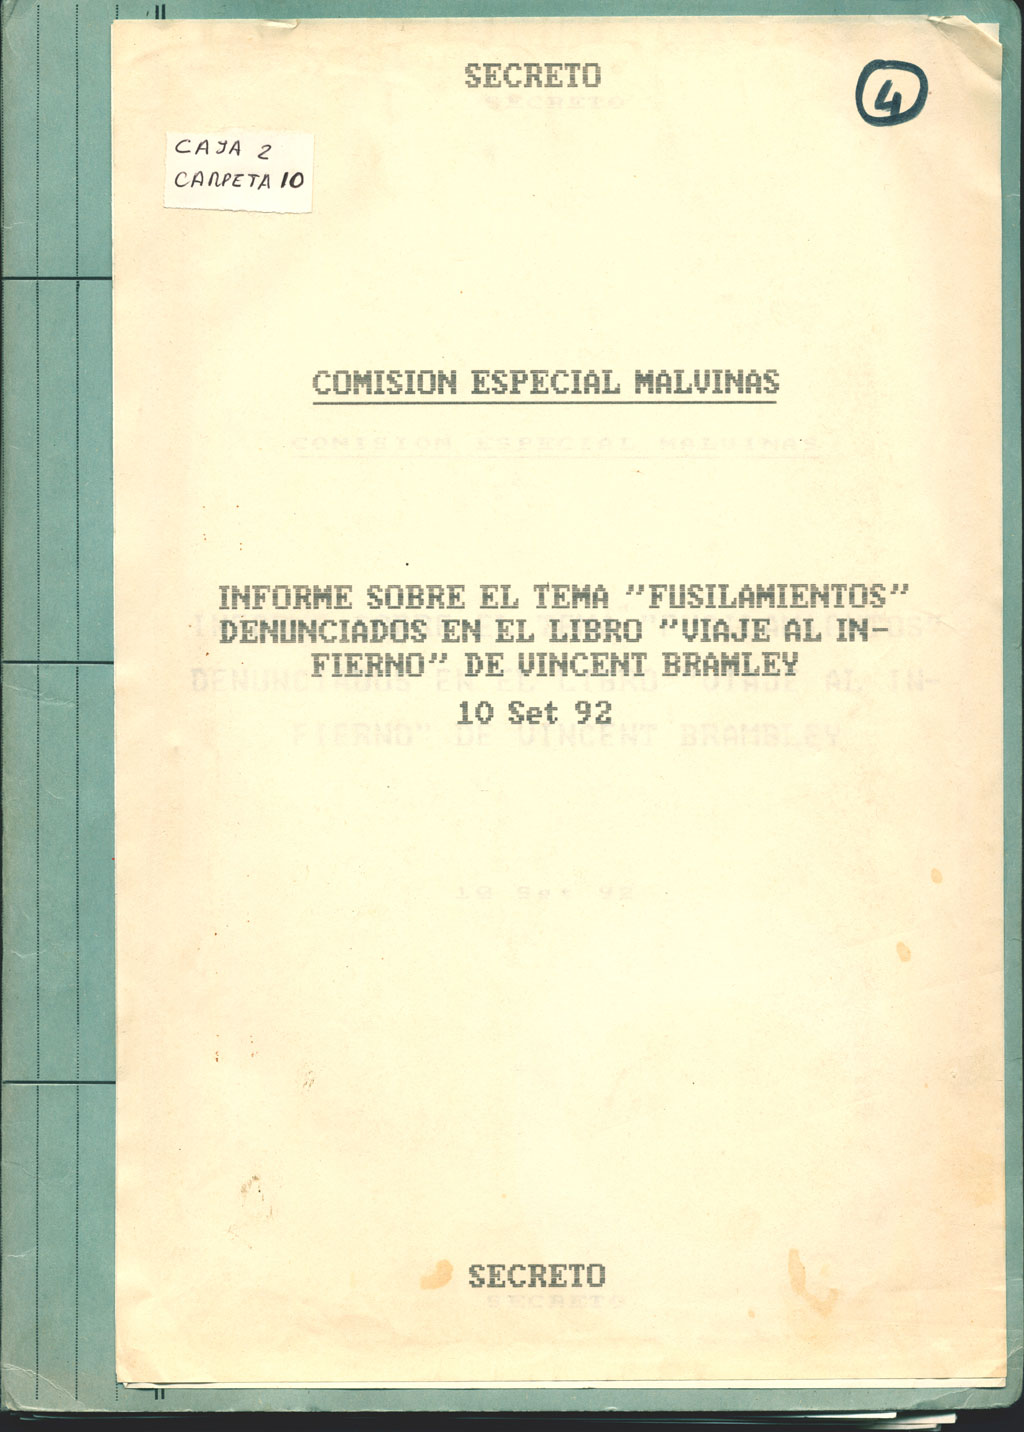 SECRETO
4
CAJA 2
CARPETA 10
COMISION ESPECIAL MALVINAS
INFORME SOBRE EL TEMA "FUSILAMIENTOS"
DENUNCIADOS EN EL LIBRO "VIAJE AL IN-
FIERNO" DE VINCENT BRAMLEY
10 Set 92
SECRETO